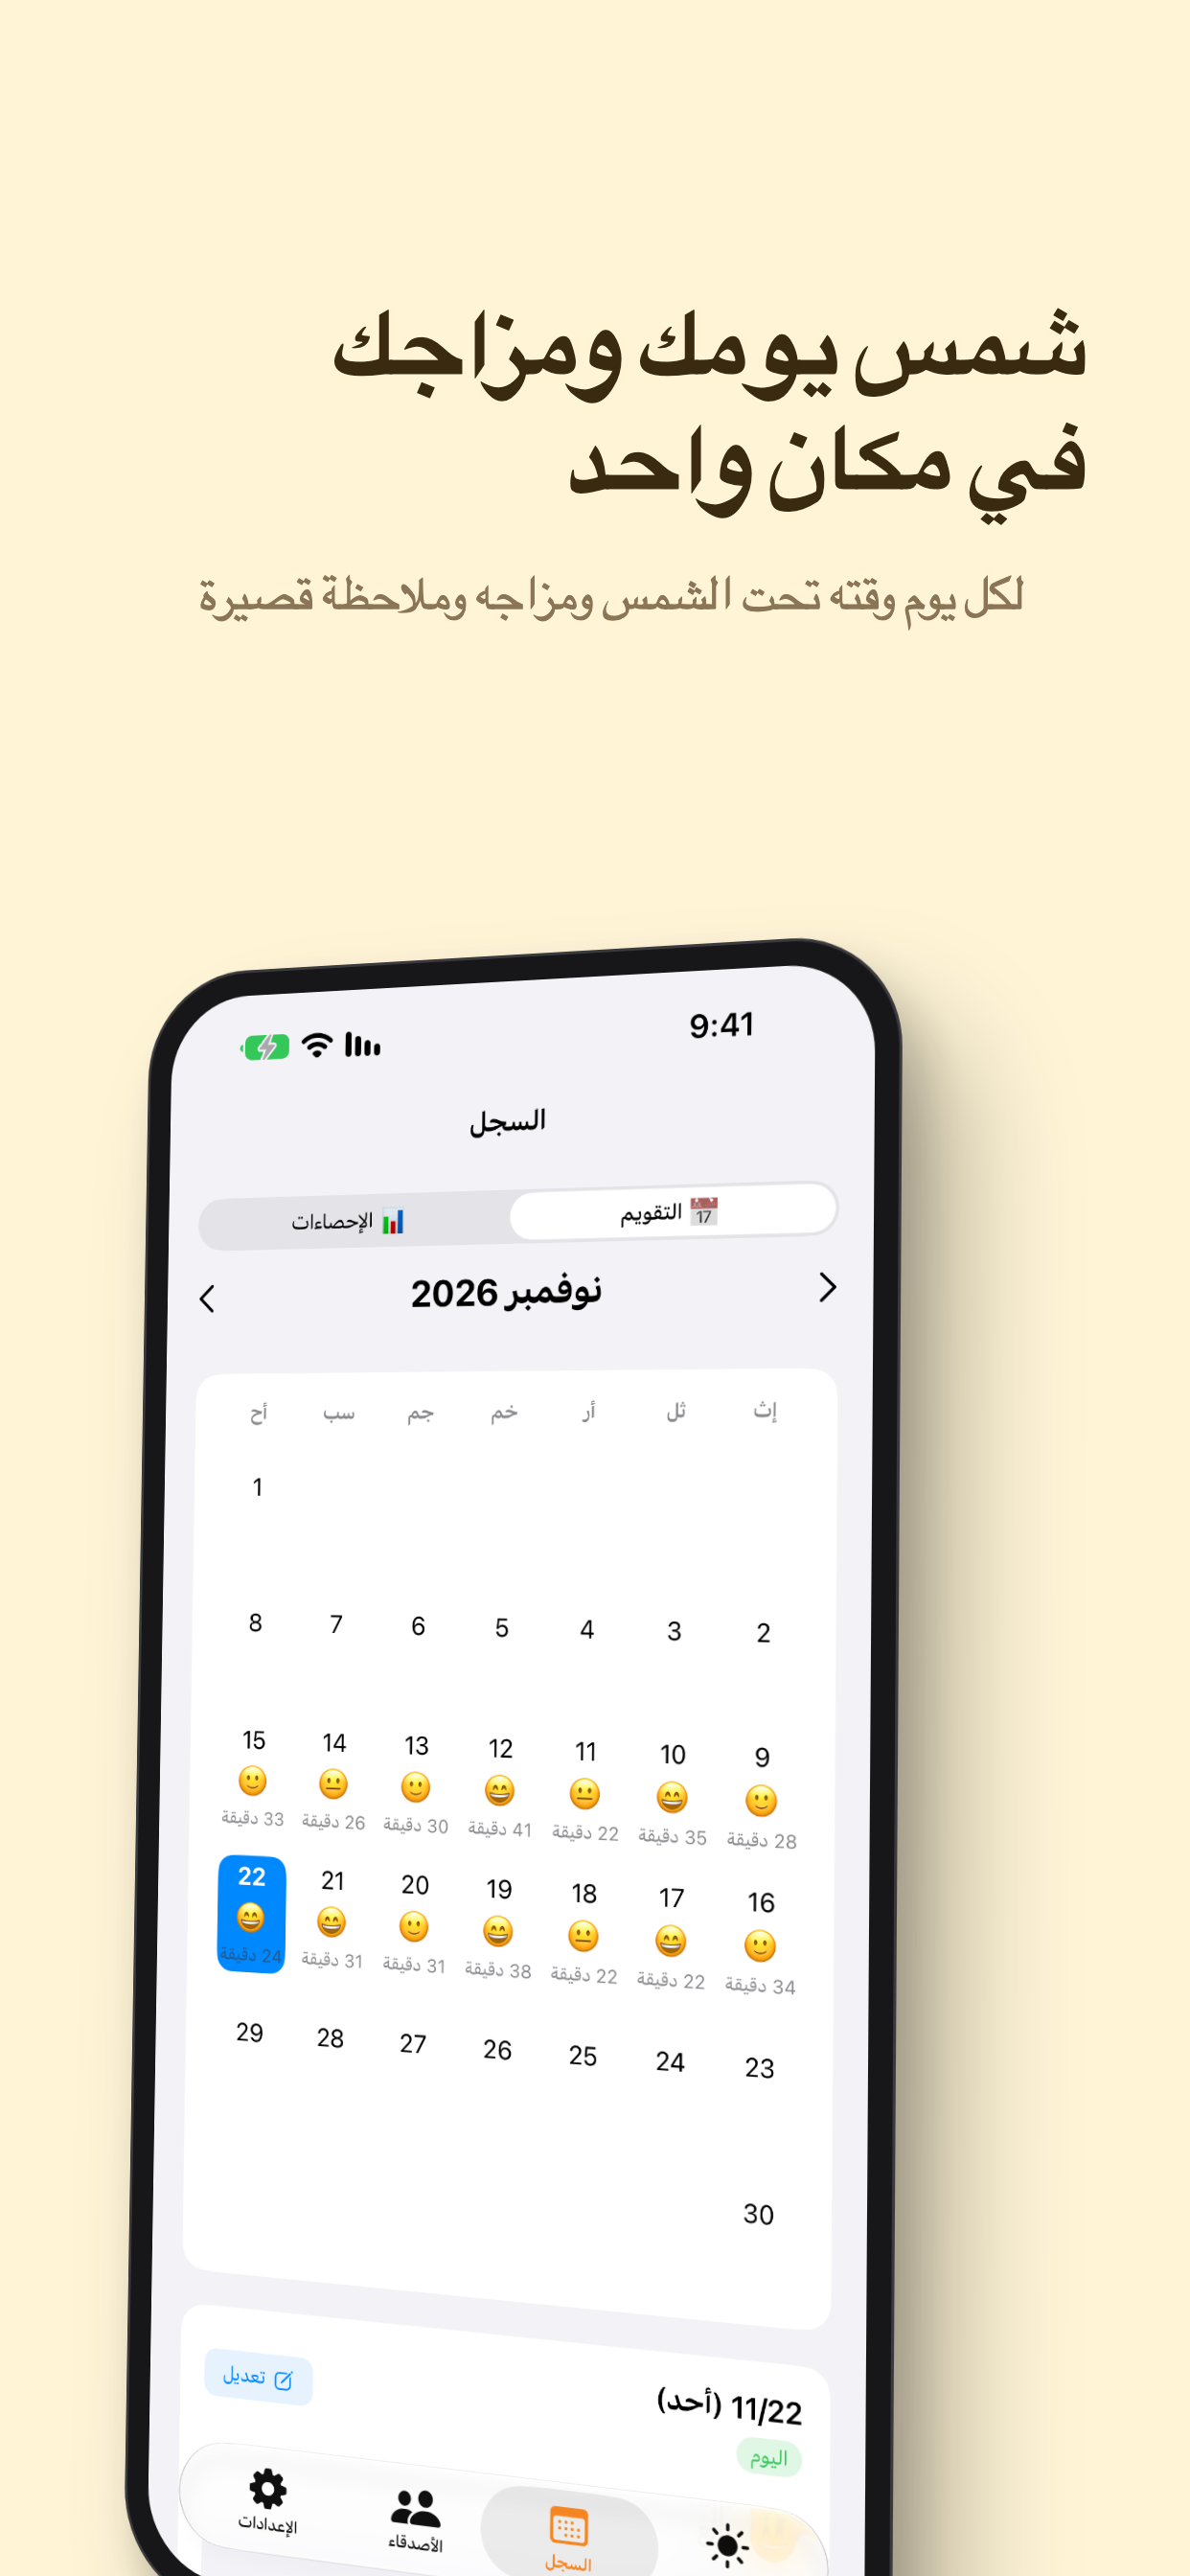 شمس يومك ومزاجك
في مكان واحد
لكل يوم وقته تحت الشمس ومزاجه وملاحظة قصيرة
9:41
السجل
التقويم الإحصاءات
نوفمبر 2026
إث ثل أر خم جم سب أح
1
2 3 4 5 6 7 8
9 10 11 12 13 14 15
28 دقيقة 35 دقيقة 22 دقيقة 41 دقيقة 30 دقيقة 26 دقيقة 33 دقيقة
16 17 18 19 20 21 22
34 دقيقة 22 دقيقة 22 دقيقة 38 دقيقة 31 دقيقة 31 دقيقة 24 دقيقة
23 24 25 26 27 28 29
30
11/22 (أحد) تعديل
اليوم
السجل الأصدقاء الإعدادات